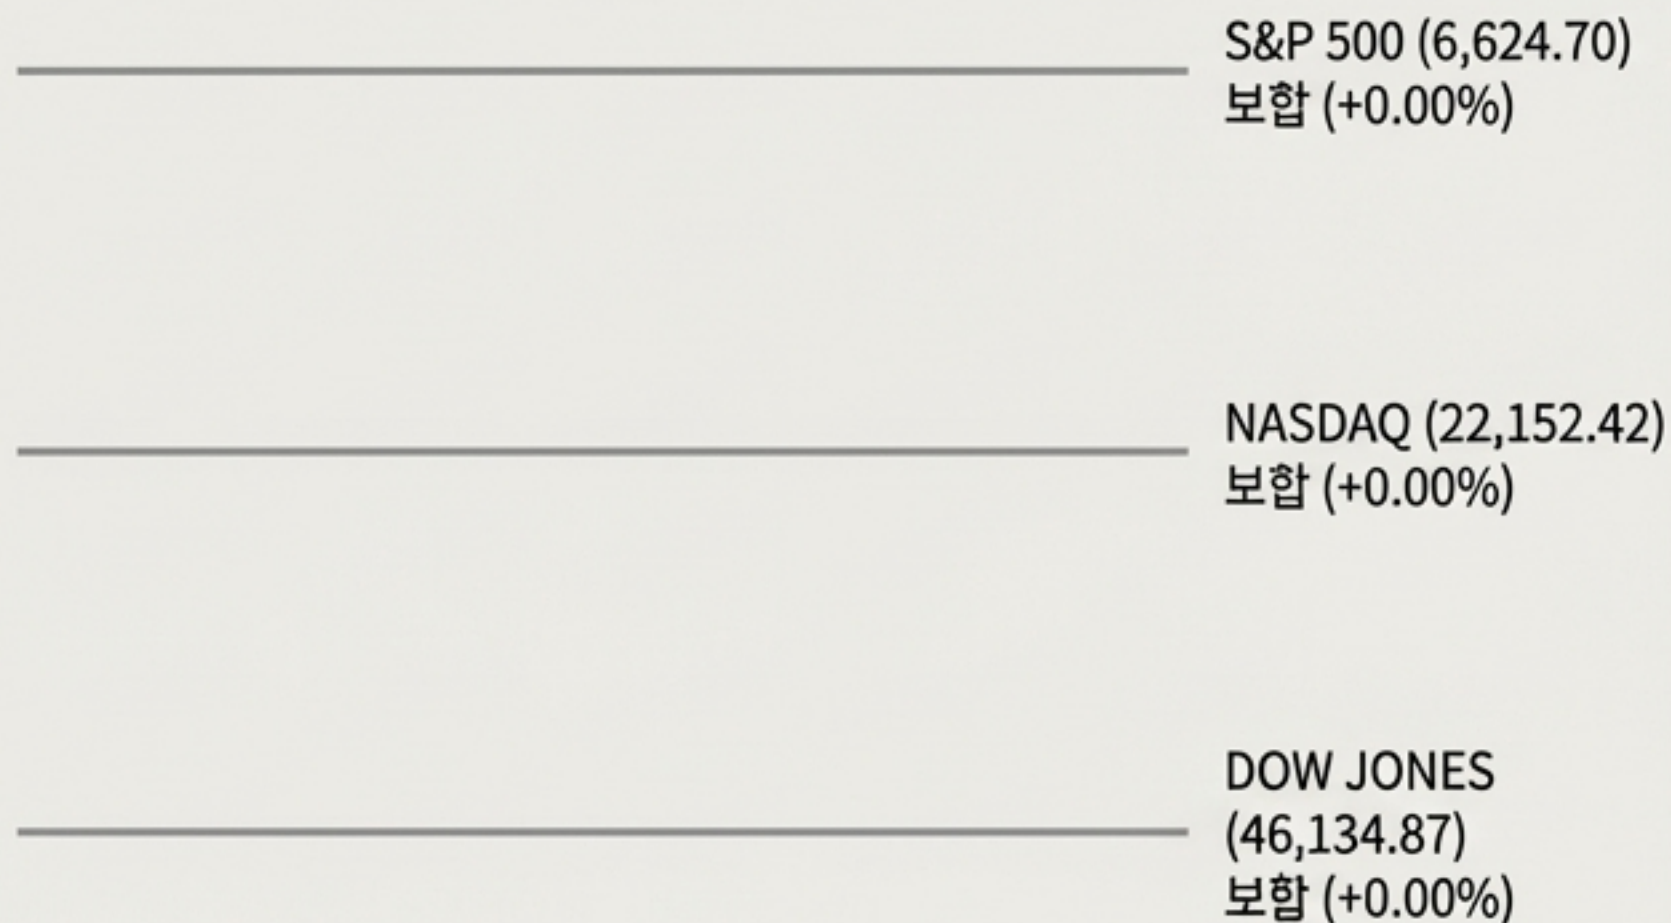 S&P 500 (6,624.70)
보합 (+0.00%)
NASDAQ (22,152.42)
보합 (+0.00%)
DOW JONES
(46,134.87)
보합 (+0.00%)